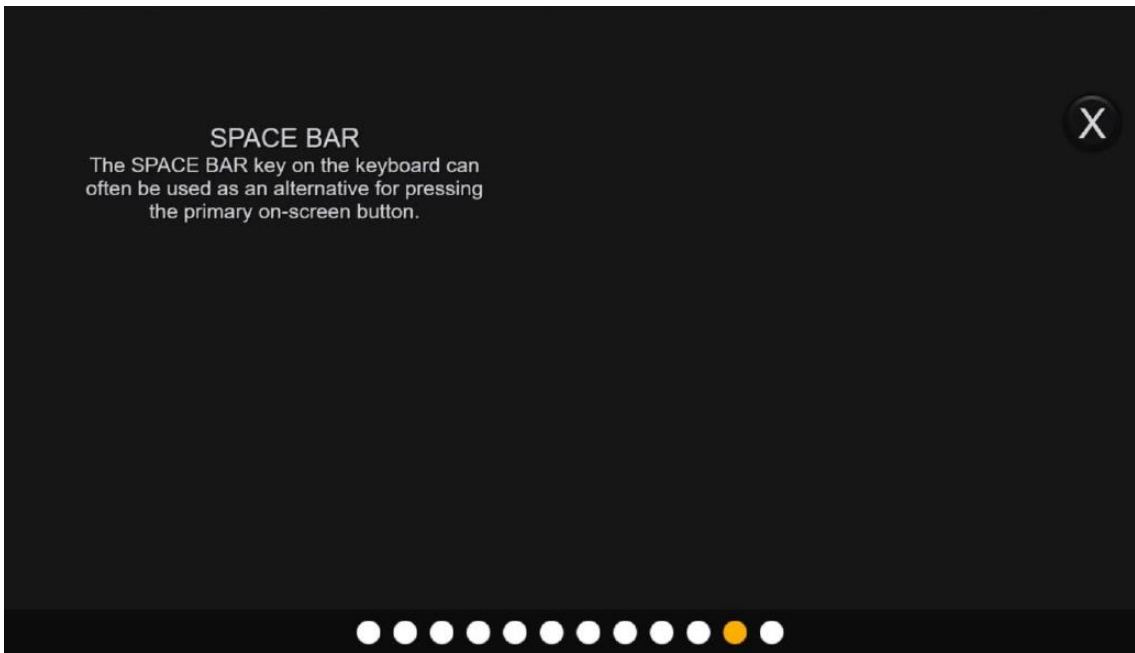 SPACE BAR
The SPACE BAR key on the keyboard can
often be used as an alternative for pressing
the primary on-screen button.
X